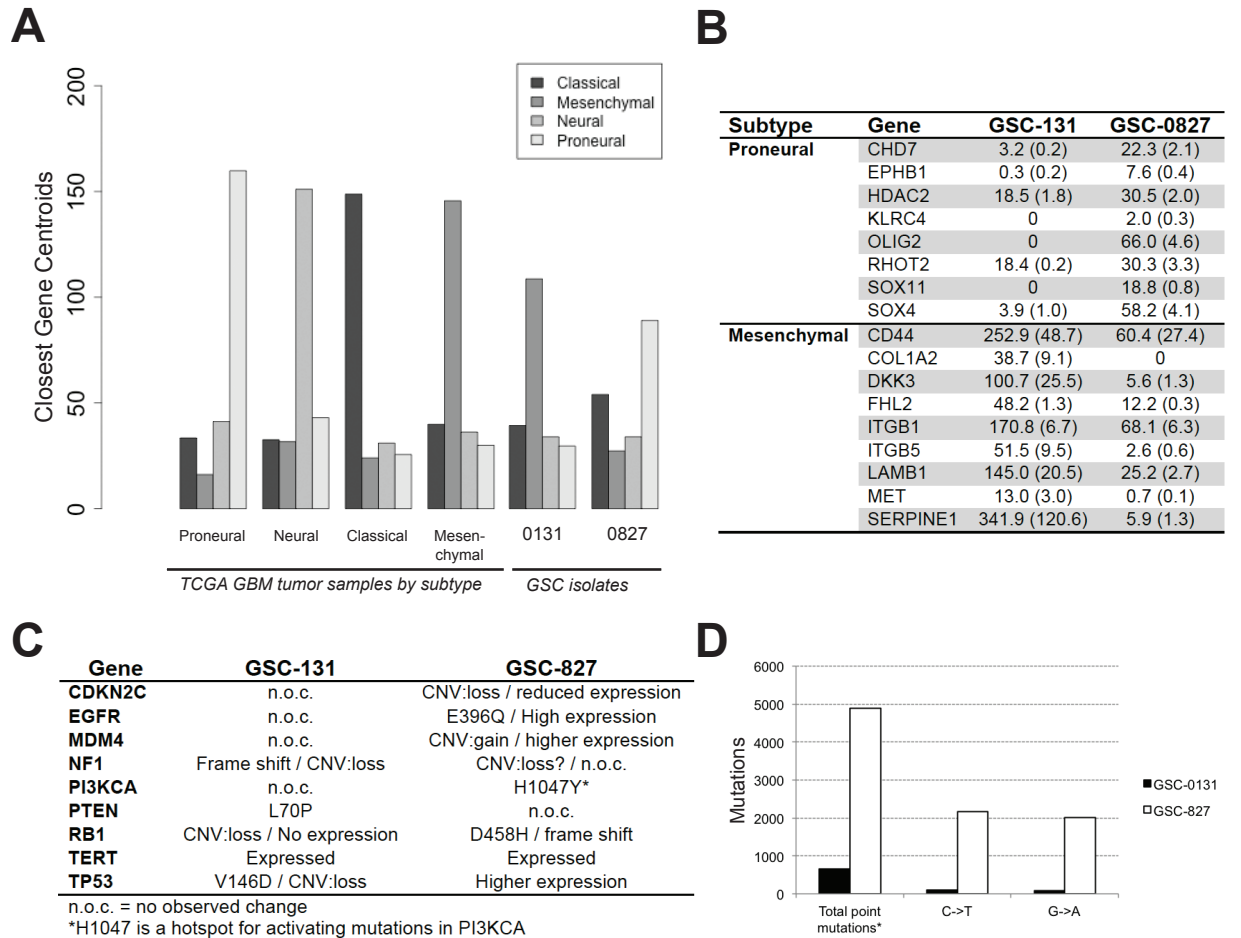 A
200
150
100
50
0
Closest Gene Centroids
Classical
Mesenchymal
Neural
Proneural
Proneural Neural Classical Mesen-
chymal 0131 0827
TCGA GBM tumor samples by subtype GSC isolates
B
Subtype Gene GSC-131 GSC-0827
Proneural CHD7 3.2 (0.2) 22.3 (2.1)
EPHB1 0.3 (0.2) 7.6 (0.4)
HDAC2 18.5 (1.8) 30.5 (2.0)
KLRC4 0 2.0 (0.3)
OLIG2 0 66.0 (4.6)
RHOT2 18.4 (0.2) 30.3 (3.3)
SOX11 0 18.8 (0.8)
SOX4 3.9 (1.0) 58.2 (4.1)
Mesenchymal CD44 252.9 (48.7) 60.4 (27.4)
COL1A2 38.7 (9.1) 0
DKK3 100.7 (25.5) 5.6 (1.3)
FHL2 48.2 (1.3) 12.2 (0.3)
ITGB1 170.8 (6.7) 68.1 (6.3)
ITGB5 51.5 (9.5) 2.6 (0.6)
LAMB1 145.0 (20.5) 25.2 (2.7)
MET 13.0 (3.0) 0.7 (0.1)
SERPINE1 341.9 (120.6) 5.9 (1.3)
C
Gene GSC-131 GSC-827
CDKN2C n.o.c. CNV:loss / reduced expression
EGFR n.o.c. E396Q / High expression
MDM4 n.o.c. CNV:gain / higher expression
NF1 Frame shift / CNV:loss CNV:loss? / n.o.c.
PI3KCA n.o.c. H1047Y*
PTEN L70P n.o.c.
RB1 CNV:loss / No expression D458H / frame shift
TERT Expressed Expressed
TP53 V146D / CNV:loss Higher expression
n.o.c. = no observed change
*H1047 is a hotspot for activating mutations in PI3KCA
D
6000
5000
4000
3000
2000
1000
0
Mutations
Total point
mutations* C->T G->A
GSC-0131
GSC-827